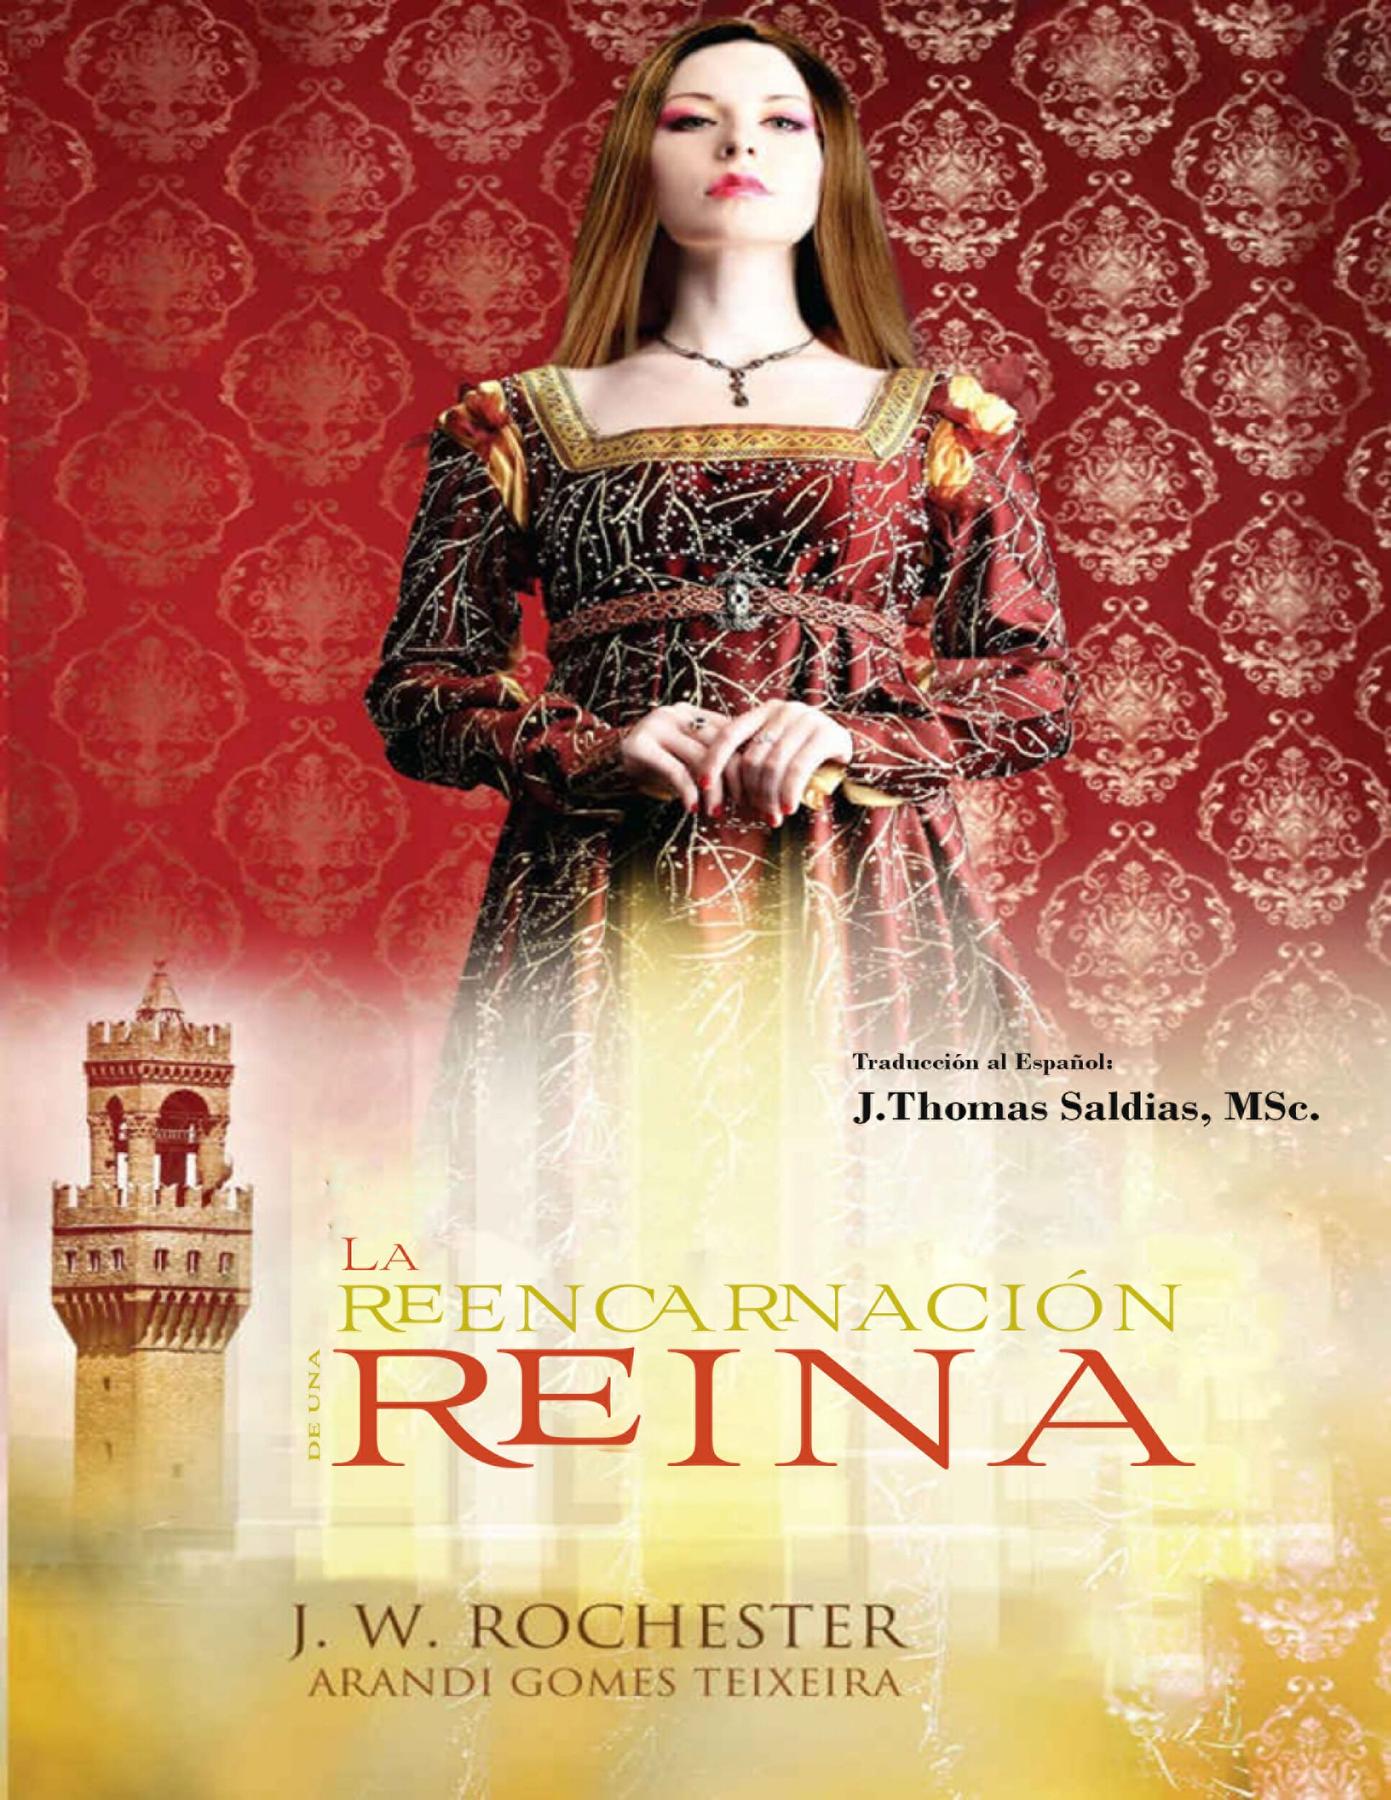 Traducción al Español:
J.Thomas Saldias, MSc.
LA
REENCARNACIÓN
DE UNA
REINA
J. W. ROCHESTER
ARANDI GOMES TEIXEIRA